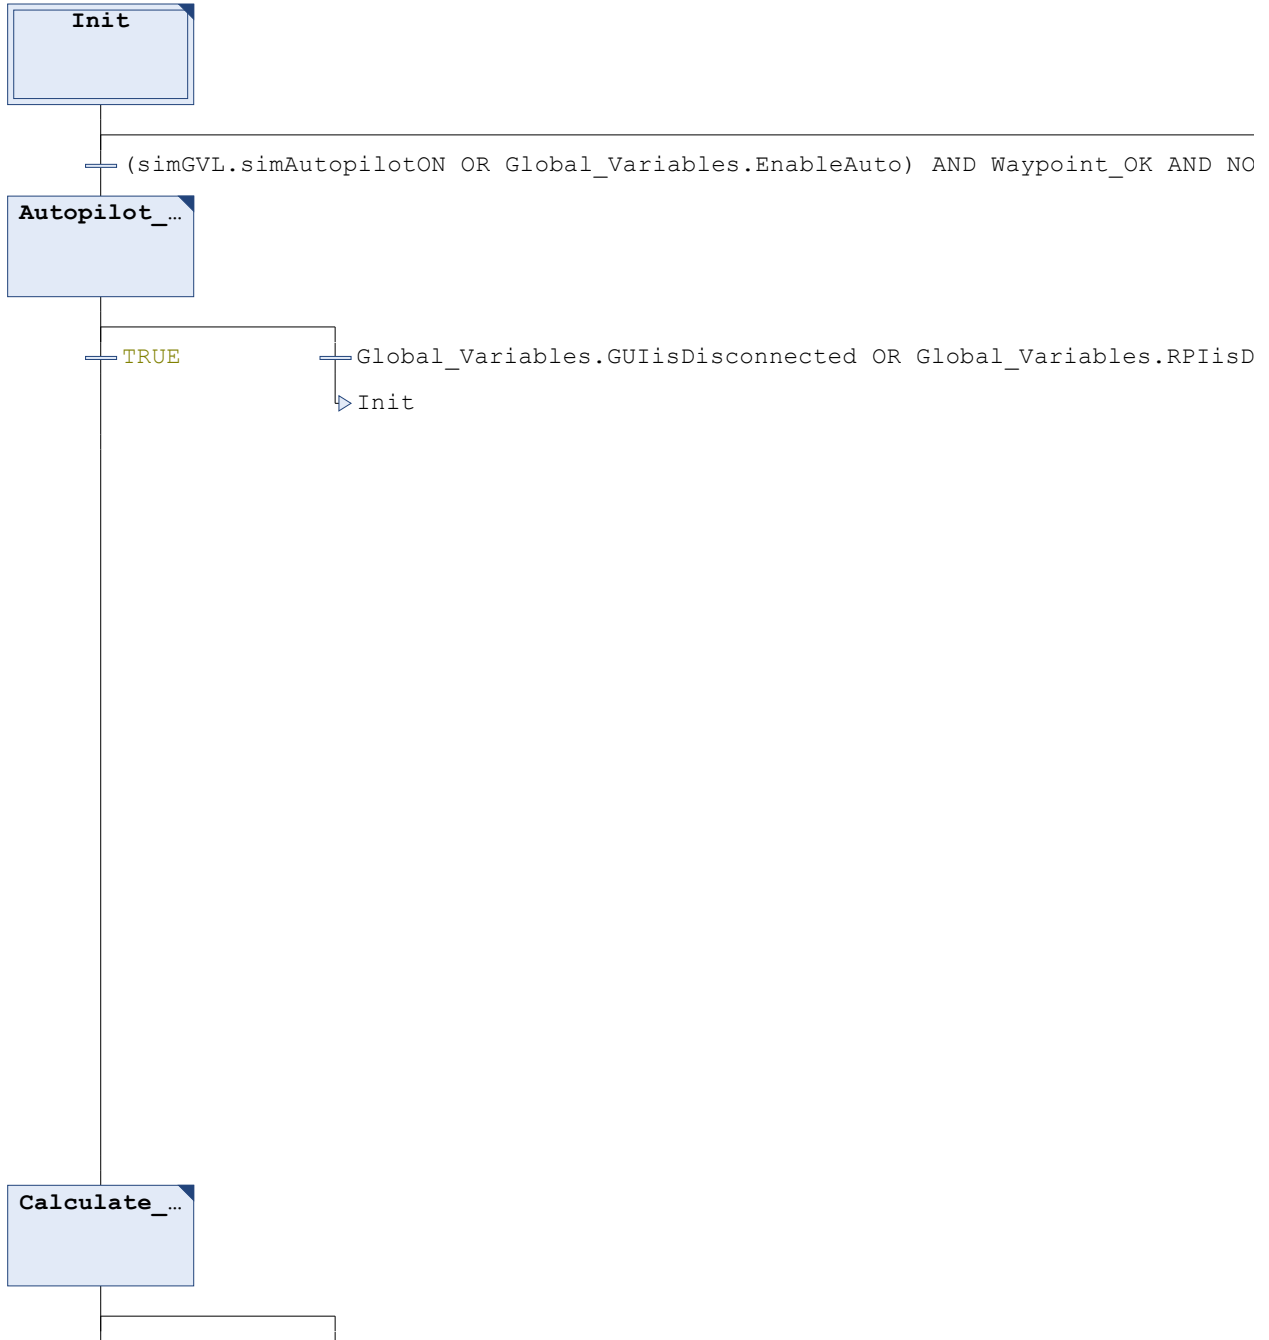 Init
(simGVL.simAutopilotON OR Global_Variables.EnableAuto) AND Waypoint_OK AND NO
Autopilot_…
TRUE
Global_Variables.GUIisDisconnected OR Global_Variables.RPIisD
Init
Calculate_…